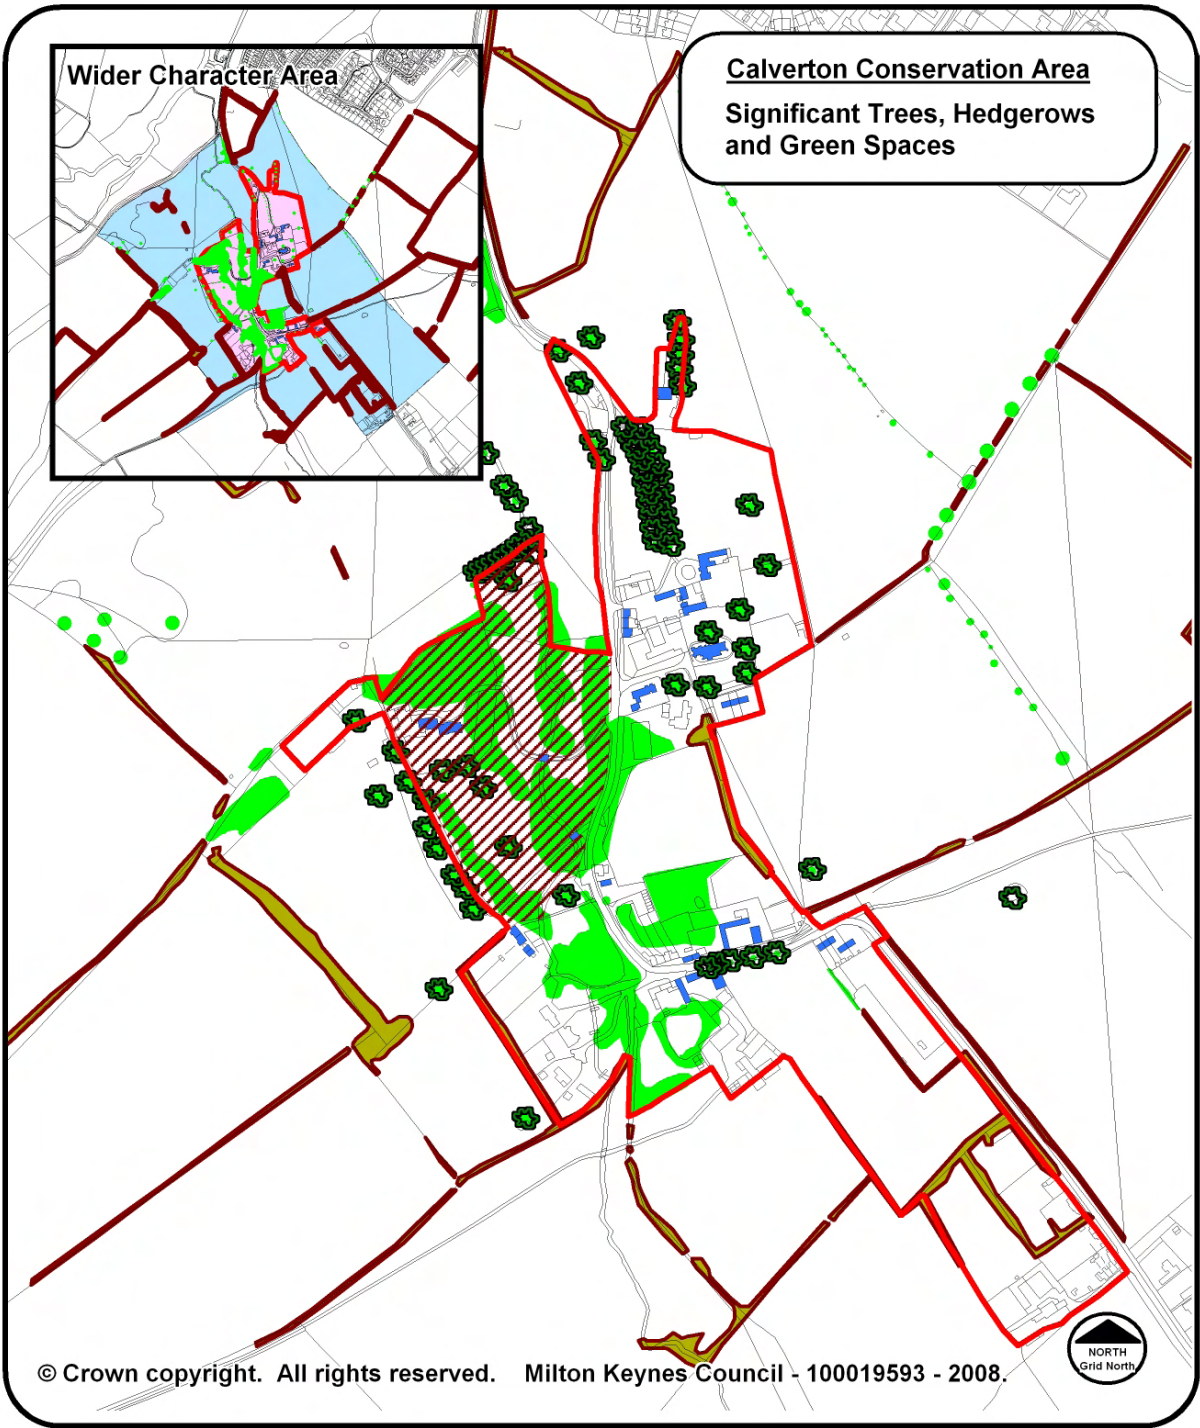 Wider Character Area
Calverton Conservation Area
Significant Trees, Hedgerows
and Green Spaces
NORTH
Grid North
© Crown copyright. All rights reserved. Milton Keynes Council - 100019593 - 2008.